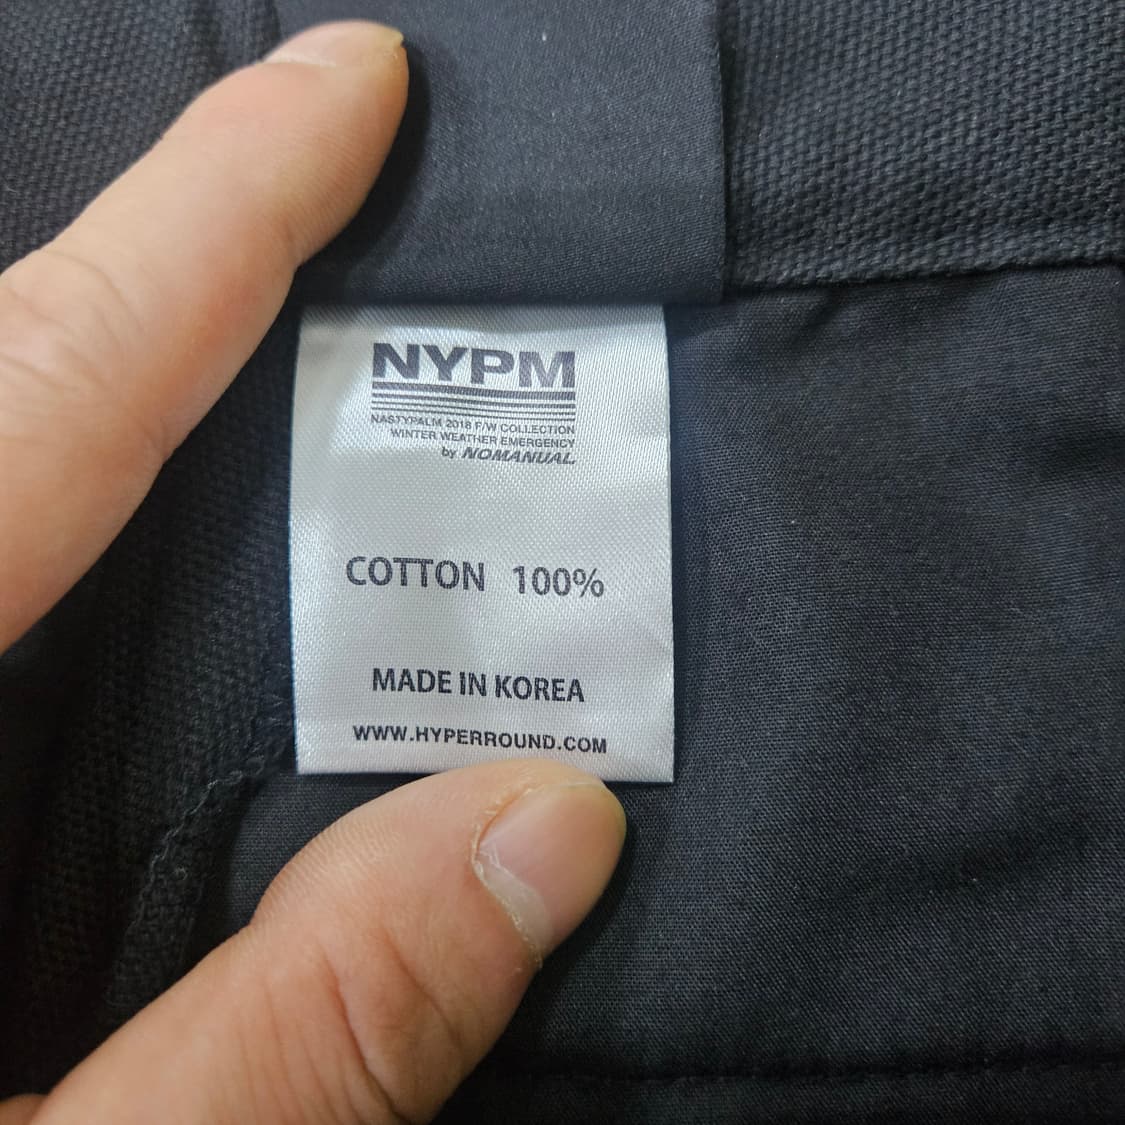 NYPM
NASTYPALM 2018 F/W COLLECTION
WINTER WEATHER EMERGENCY
by NOMANUAL.
COTTON 100%
MADE IN KOREA
WWW.HYPERROUND.COM